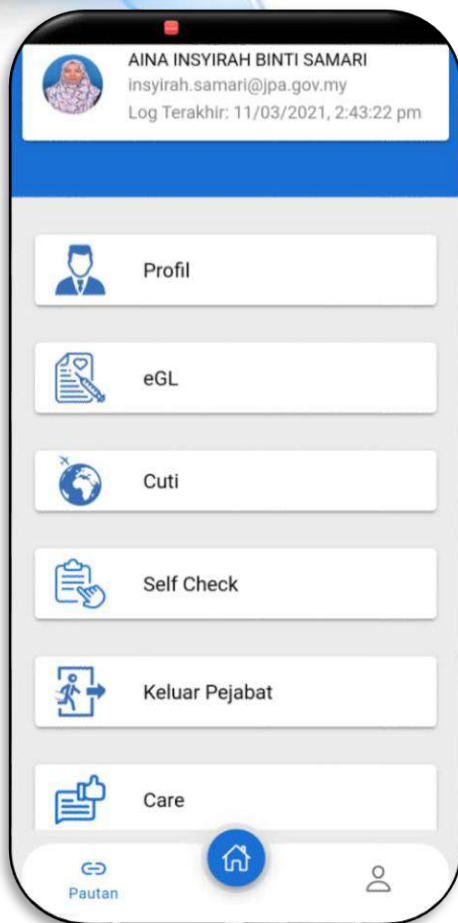 AINA INSYIRAH BINTI SAMARI
insyirah.samari@jpa.gov.my
Log Terakhir: 11/03/2021, 2:43:22 pm
Profil
eGL
Cuti
Self Check
Keluar Pejabat
Care
Pautan